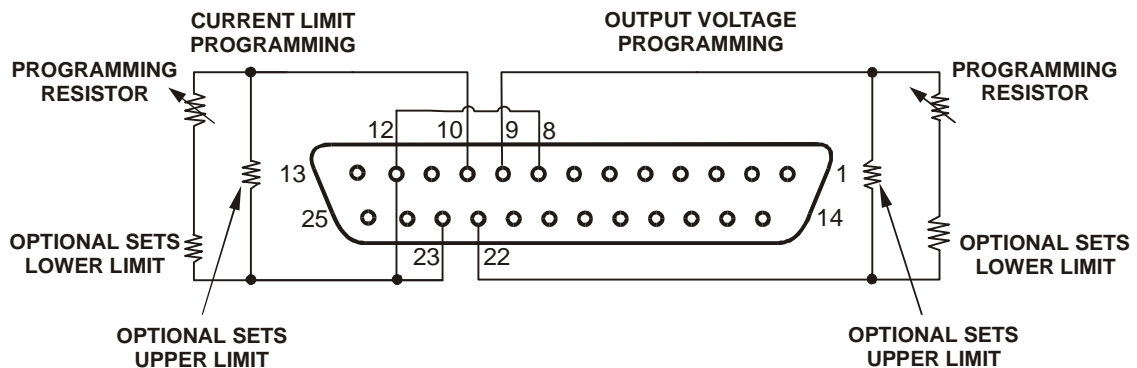 CURRENT LIMIT
PROGRAMMING
OUTPUT VOLTAGE
PROGRAMMING
PROGRAMMING
RESISTOR
PROGRAMMING
RESISTOR
12
10
9
8
13
1
25
14
23
22
OPTIONAL SETS
LOWER LIMIT
OPTIONAL SETS
LOWER LIMIT
OPTIONAL SETS
UPPER LIMIT
OPTIONAL SETS
UPPER LIMIT